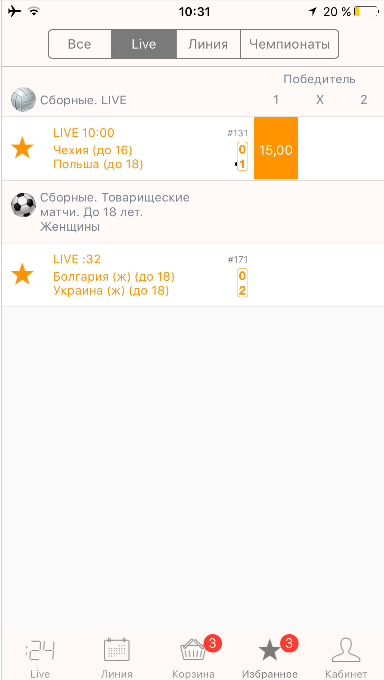 10:31
20 %
Все
Live
Линия
Чемпионаты
Победитель
Сборные. LIVE
1
X
2
LIVE 10:00
#131
Чехия (до 16)
0
15,00
Польша (до 18)
1
Сборные. Товарищеские
матчи. До 18 лет.
Женщины
LIVE :32
#171
Болгария (ж) (до 18)
0
Украина (ж) (до 18)
2
:24
3
3
Live
Линия
Корзина
Избранное
Кабинет